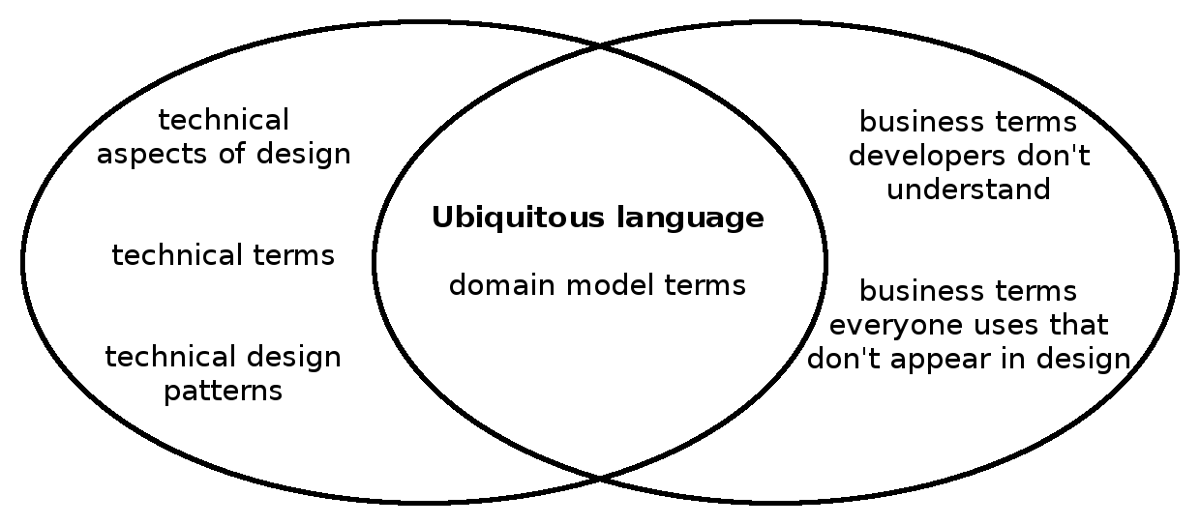 technical
aspects of design
technical terms
technical design
patterns
Ubiquitous language
domain model terms
business terms
developers don't
understand
business terms
everyone uses that
don't appear in design